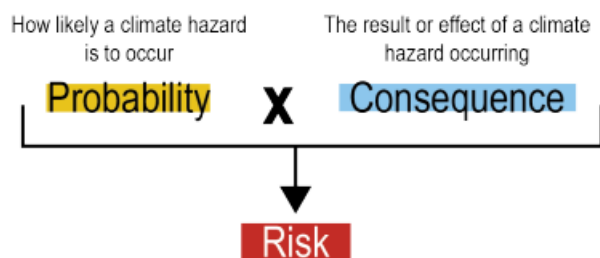 How likely a climate hazard
is to occur
The result or effect of a climate
hazard occurring
Probability X Consequence
Risk